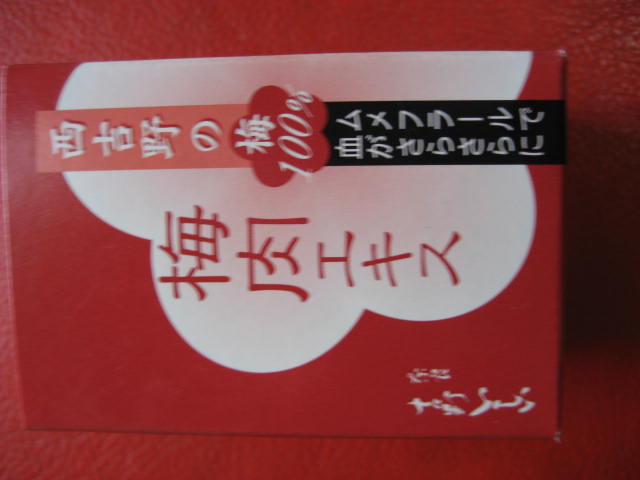 西吉野の梅100%
ムメフラールで
血がさらさらに
梅肉エキス